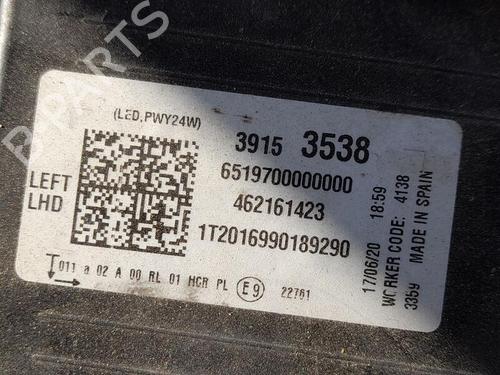 B-PARTS
(LED,PWY24W)
3915 3538
6519700000000
462161423
1T2016990189290
LEFT
LHD
011 a 02 A 00 RL 01 HCR PL E9 22761
17/06/20 18:59
WORKER CODE: 4138
3359 MADE IN SPAIN